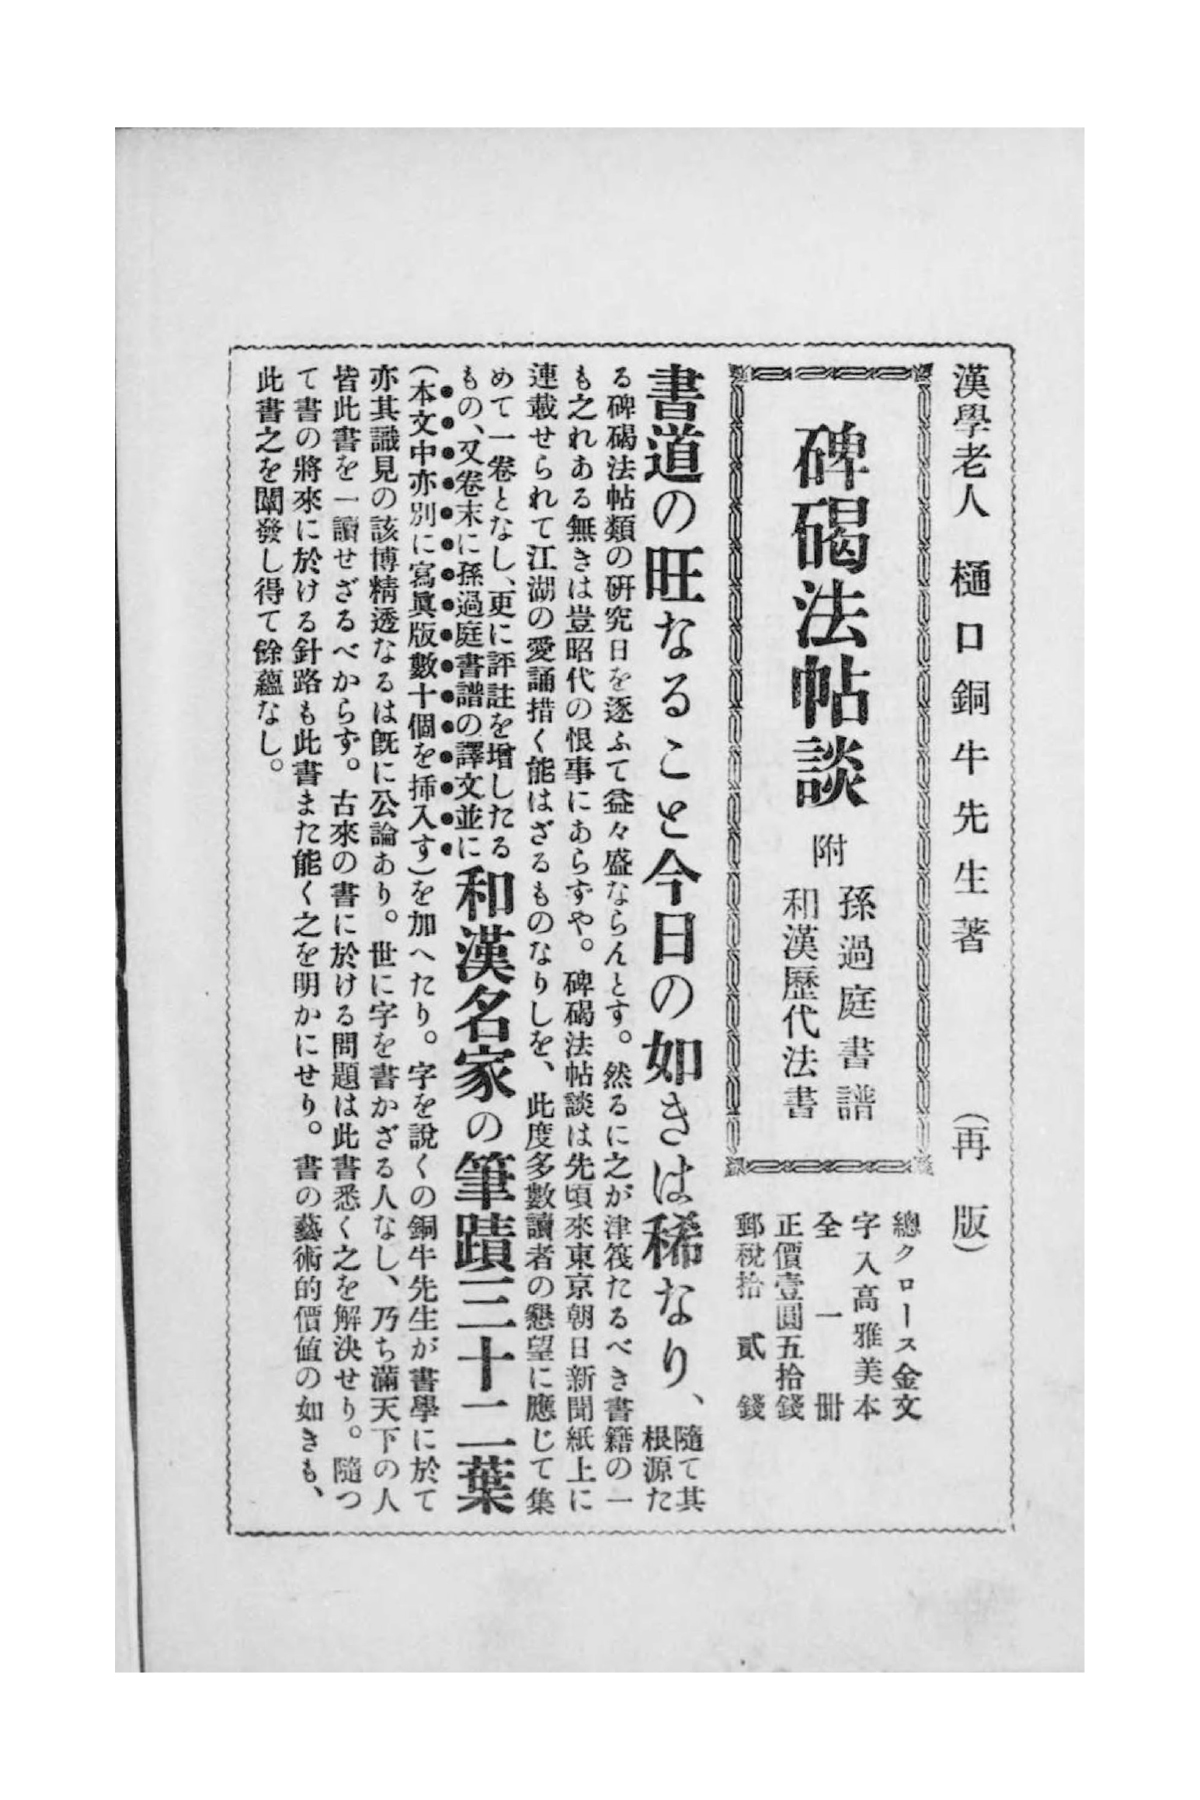 漢學老人 樋口銅牛先生著 （再版）
碑碣法帖談 附
孫過庭書譜
和漢歷代法書
總クロース金文
字入高雅美本
全一冊
正價壹圓五拾錢
郵稅拾貳錢
書道の旺なること今日の如きは稀なり、隨て其
根源た
る碑碣法帖類の硏究日を逐ふて益々盛ならんとす。然るに之が津筏たるべき書籍の一
も之れある無きは豈昭代の恨事にあらずや。碑碣法帖談は先頃來東京朝日新聞紙上に
連載せられて江湖の愛誦措く能はざるものなりしを、此度多數讀者の懇望に應じて集
めて一卷となし、更に評註を增したる
もの、又卷末に孫過庭書譜の譯文並に和漢名家の筆蹟三十二葉
（本文中亦別に寫眞版數十個を揷入す）を加へたり。字を說くの銅牛先生が書學に於て
亦其識見の該博精透なるは旣に公論あり。世に字を書かざる人なし、乃ち滿天下の人
皆此書を一讀せざるべからず。古來の書に於ける問題は此書悉く之を解決せり。隨つ
て書の將來に於ける針路も此書また能く之を明かにせり。書の藝術的價値の如きも、
此書之を闡發し得て餘蘊なし。